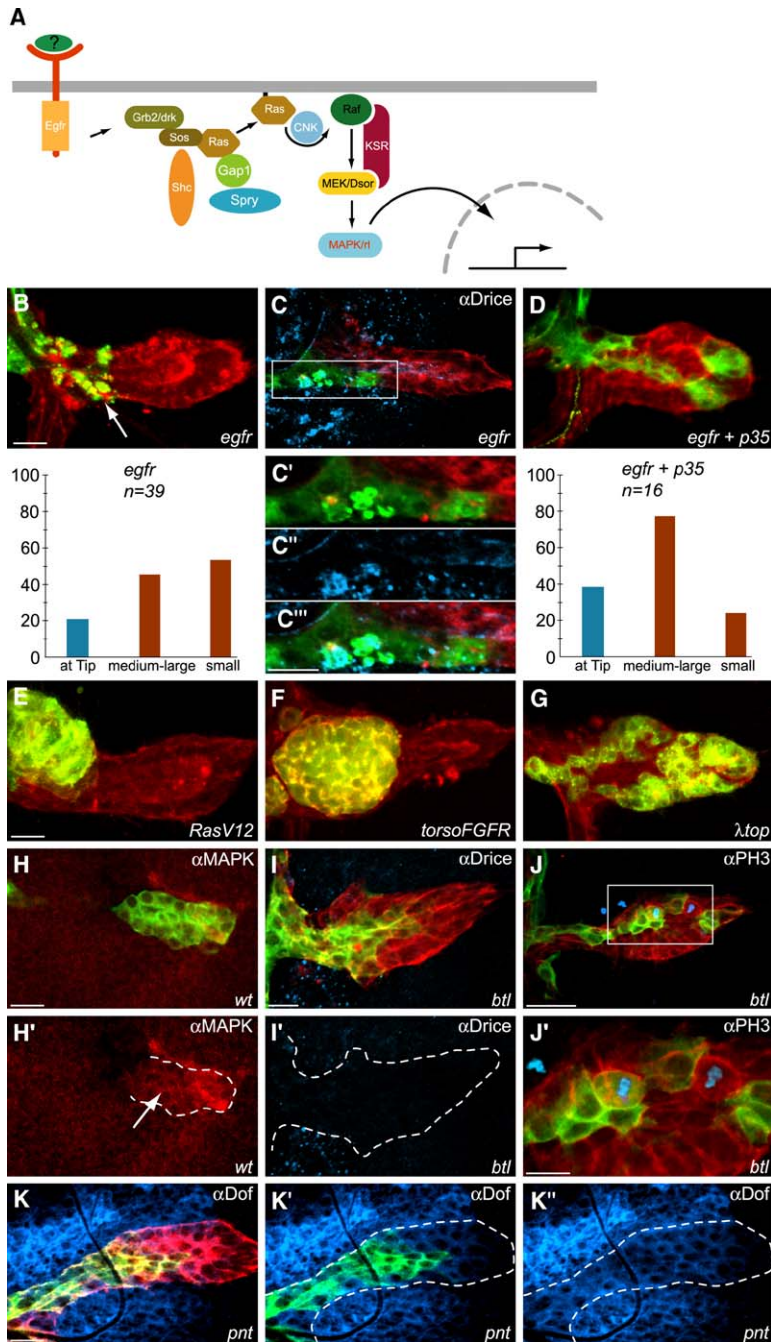 A
?
Egfr
Grb2/drk
Sos
Ras
Shc
Gap1
Spry
Ras
CNK
Raf
KSR
MEK/Dsor
MAPK/rl
B
egfr
C
αDrice
egfr
D
egfr + p35
egfr
n=39
100
80
60
40
20
0
at Tip
medium-large
small
C'
C''
C'''
egfr + p35
n=16
100
80
60
40
20
0
at Tip
medium-large
small
E
RasV12
F
torsoFGFR
G
λtop
H
αMAPK
wt
I
αDrice
btl
J
αPH3
btl
H'
αMAPK
wt
I'
αDrice
btl
J'
αPH3
btl
K
αDof
pnt
K'
αDof
pnt
K''
αDof
pnt